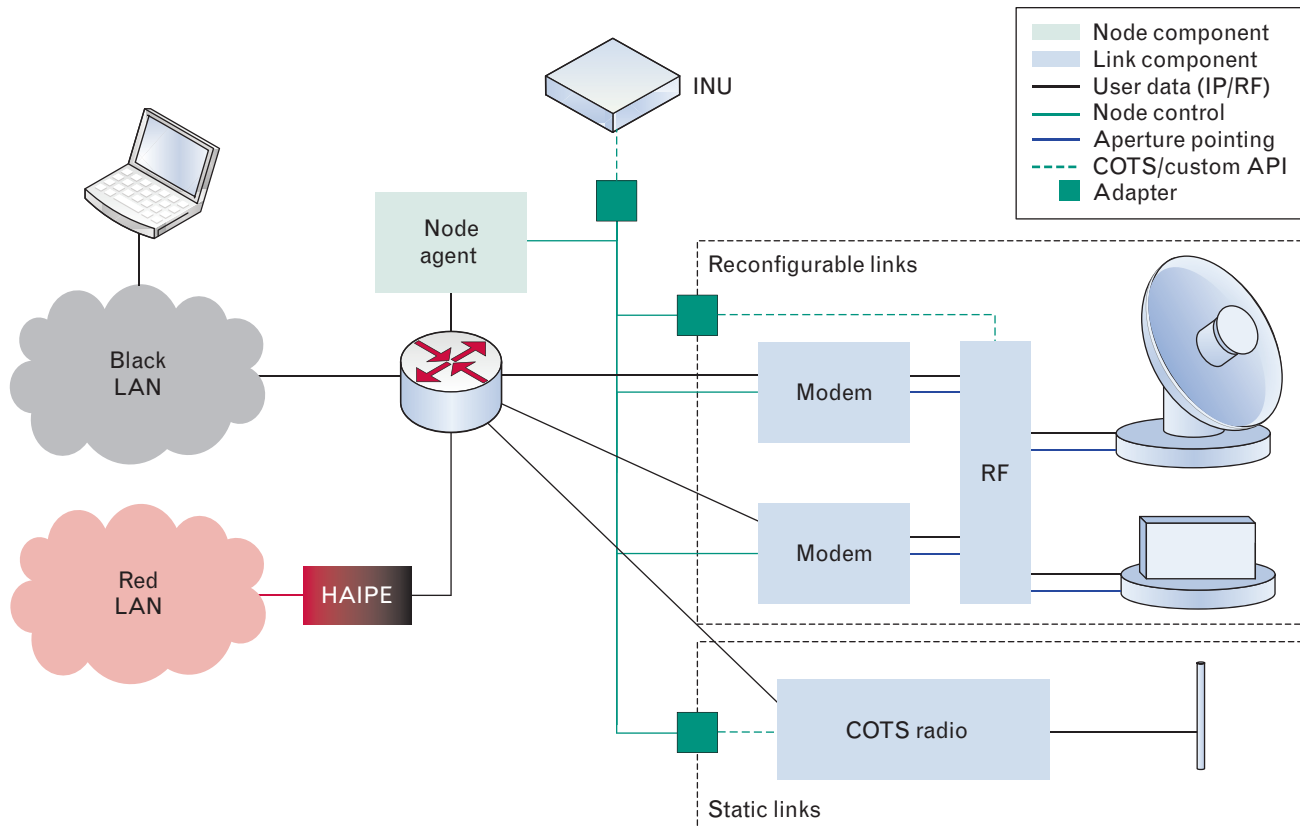 Node component
Link component
User data (IP/RF)
Node control
Aperture pointing
COTS/custom API
Adapter
INU
Node
agent
Reconfigurable links
Black
LAN
Modem
RF
Modem
Red
LAN
HAIPE
COTS radio
Static links